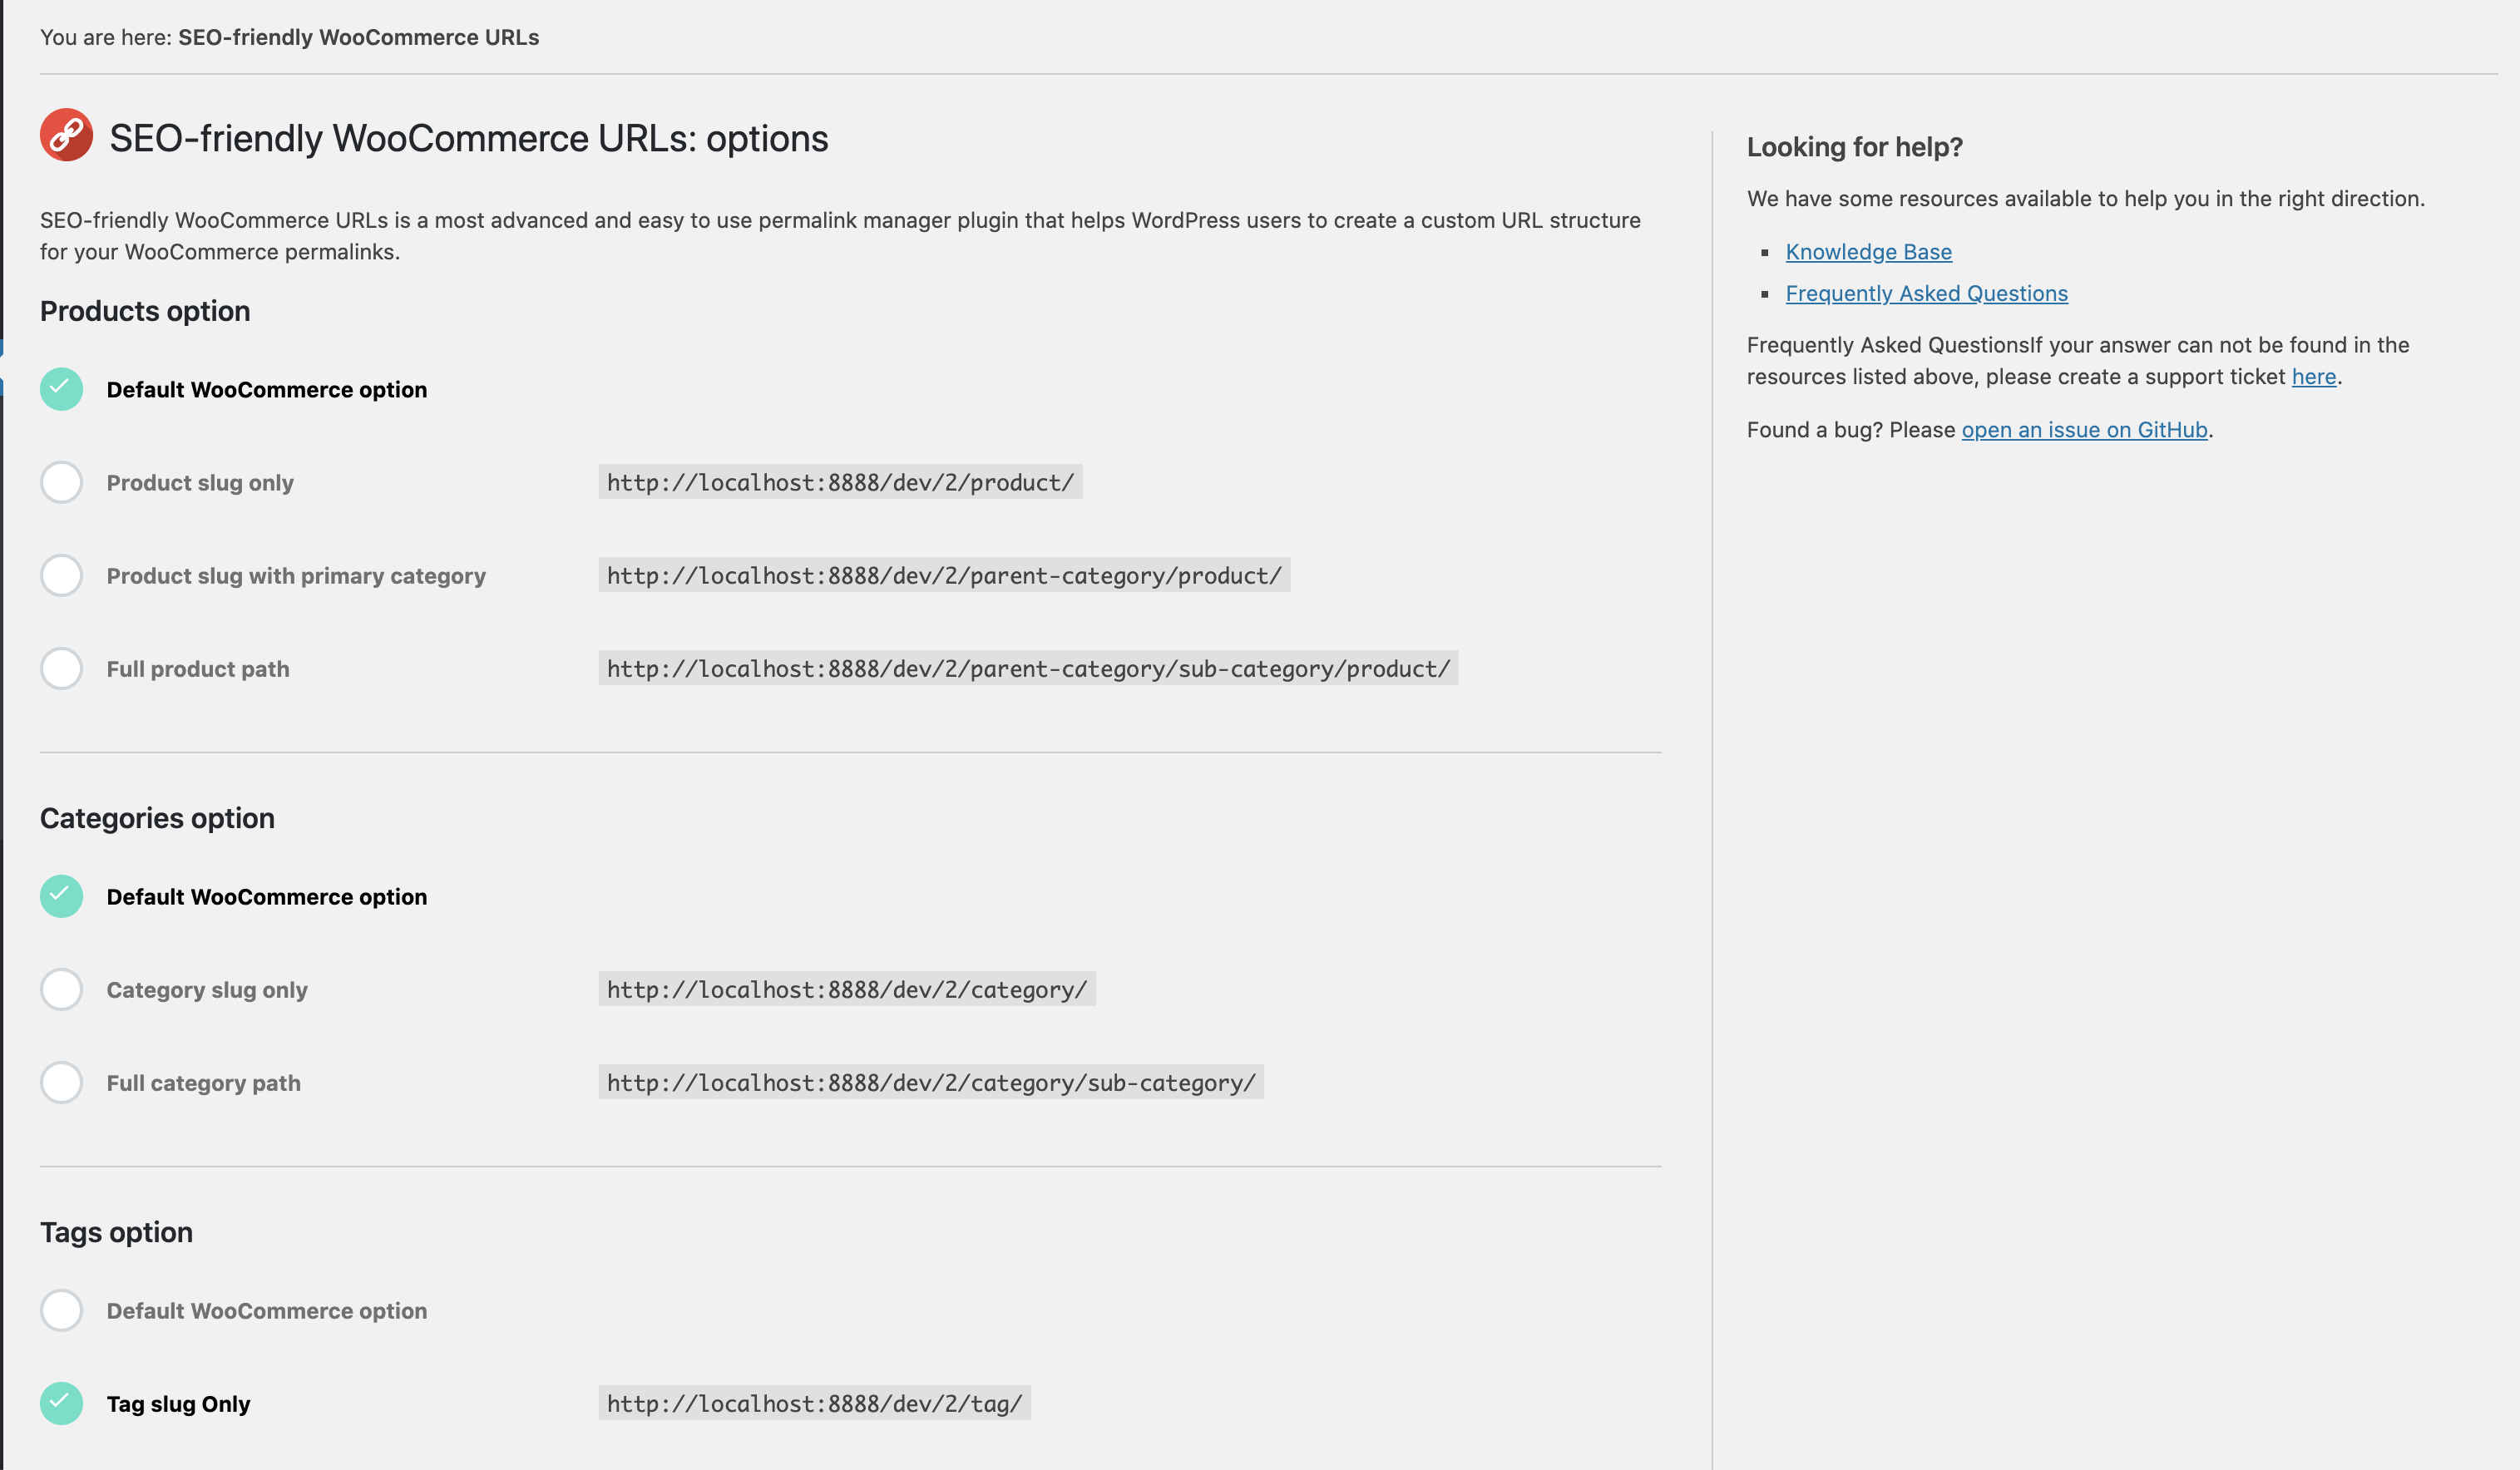 You are here: SEO-friendly WooCommerce URLs
SEO-friendly WooCommerce URLs: options
SEO-friendly WooCommerce URLs is a most advanced and easy to use permalink manager plugin that helps WordPress users to create a custom URL structure
for your WooCommerce permalinks.
Products option
Default WooCommerce option
Product slug only http://localhost:8888/dev/2/product/
Product slug with primary category http://localhost:8888/dev/2/parent-category/product/
Full product path http://localhost:8888/dev/2/parent-category/sub-category/product/
Categories option
Default WooCommerce option
Category slug only http://localhost:8888/dev/2/category/
Full category path http://localhost:8888/dev/2/category/sub-category/
Tags option
Default WooCommerce option
Tag slug Only http://localhost:8888/dev/2/tag/
Looking for help?
We have some resources available to help you in the right direction.
Knowledge Base
Frequently Asked Questions
Frequently Asked QuestionsIf your answer can not be found in the
resources listed above, please create a support ticket here.
Found a bug? Please open an issue on GitHub.